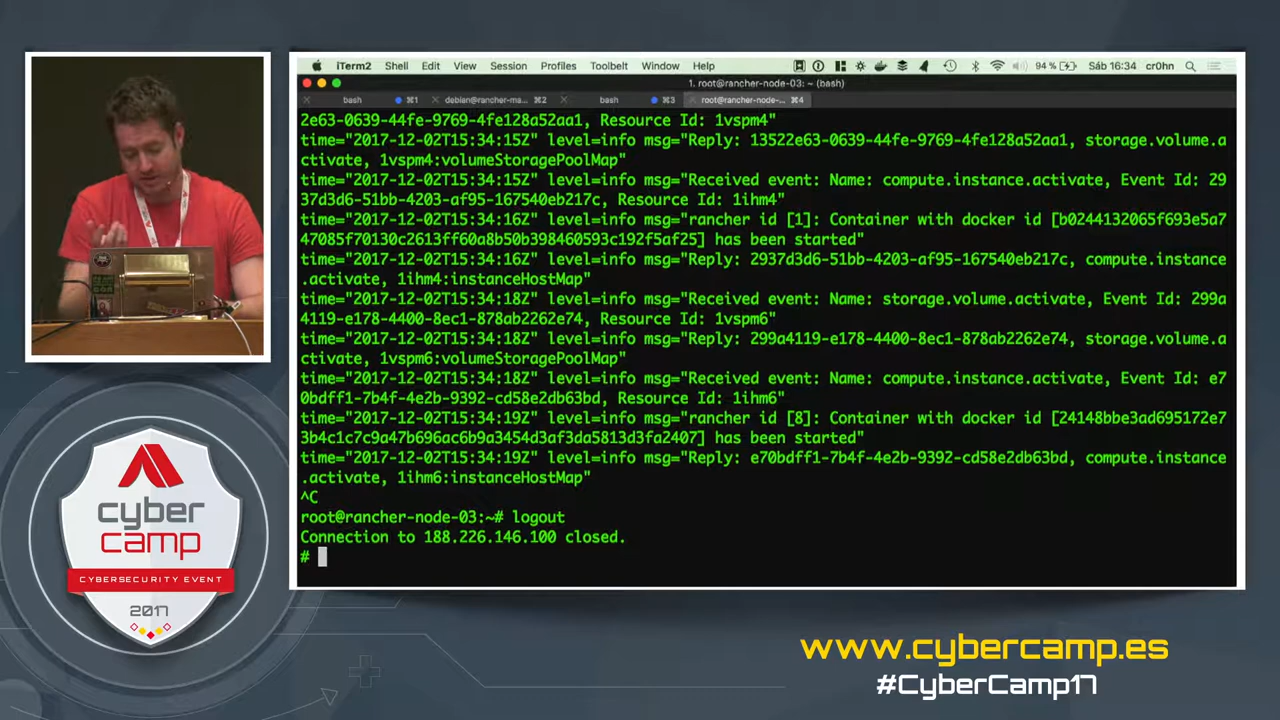 iTerm2 Shell Edit View Session Profiles Toolbelt Window Help 94 % Sáb 16:34 cr0hn
1. root@rancher-node-03: ~ (bash)
bash ⌘1 debian@rancher-ma... ⌘2 bash ⌘3 root@rancher-node-... ⌘4
2e63-0639-44fe-9769-4fe128a52aa1, Resource Id: 1vspm4"
time="2017-12-02T15:34:15Z" level=info msg="Reply: 13522e63-0639-44fe-9769-4fe128a52aa1, storage.volume.a
ctivate, 1vspm4:volumeStoragePoolMap"
time="2017-12-02T15:34:15Z" level=info msg="Received event: Name: compute.instance.activate, Event Id: 29
37d3d6-51bb-4203-af95-167540eb217c, Resource Id: 1ihm4"
time="2017-12-02T15:34:16Z" level=info msg="rancher id [1]: Container with docker id [b0244132065f693e5a7
47085f70130c2613ff60a8b50b398460593c192f5af25] has been started"
time="2017-12-02T15:34:16Z" level=info msg="Reply: 2937d3d6-51bb-4203-af95-167540eb217c, compute.instance
.activate, 1ihm4:instanceHostMap"
time="2017-12-02T15:34:18Z" level=info msg="Received event: Name: storage.volume.activate, Event Id: 299a
4119-e178-4400-8ec1-878ab2262e74, Resource Id: 1vspm6"
time="2017-12-02T15:34:18Z" level=info msg="Reply: 299a4119-e178-4400-8ec1-878ab2262e74, storage.volume.a
ctivate, 1vspm6:volumeStoragePoolMap"
time="2017-12-02T15:34:18Z" level=info msg="Received event: Name: compute.instance.activate, Event Id: e7
0bdff1-7b4f-4e2b-9392-cd58e2db63bd, Resource Id: 1ihm6"
time="2017-12-02T15:34:19Z" level=info msg="rancher id [8]: Container with docker id [24148bbe3ad695172e7
3b4c1c7c9a47b696ac6b9a3454d3af3da5813d3fa2407] has been started"
time="2017-12-02T15:34:19Z" level=info msg="Reply: e70bdff1-7b4f-4e2b-9392-cd58e2db63bd, compute.instance
.activate, 1ihm6:instanceHostMap"
^C
root@rancher-node-03:~# logout
Connection to 188.226.146.100 closed.
#
cyber
camp
CYBERSECURITY EVENT
2017
www.cybercamp.es
#CyberCamp17